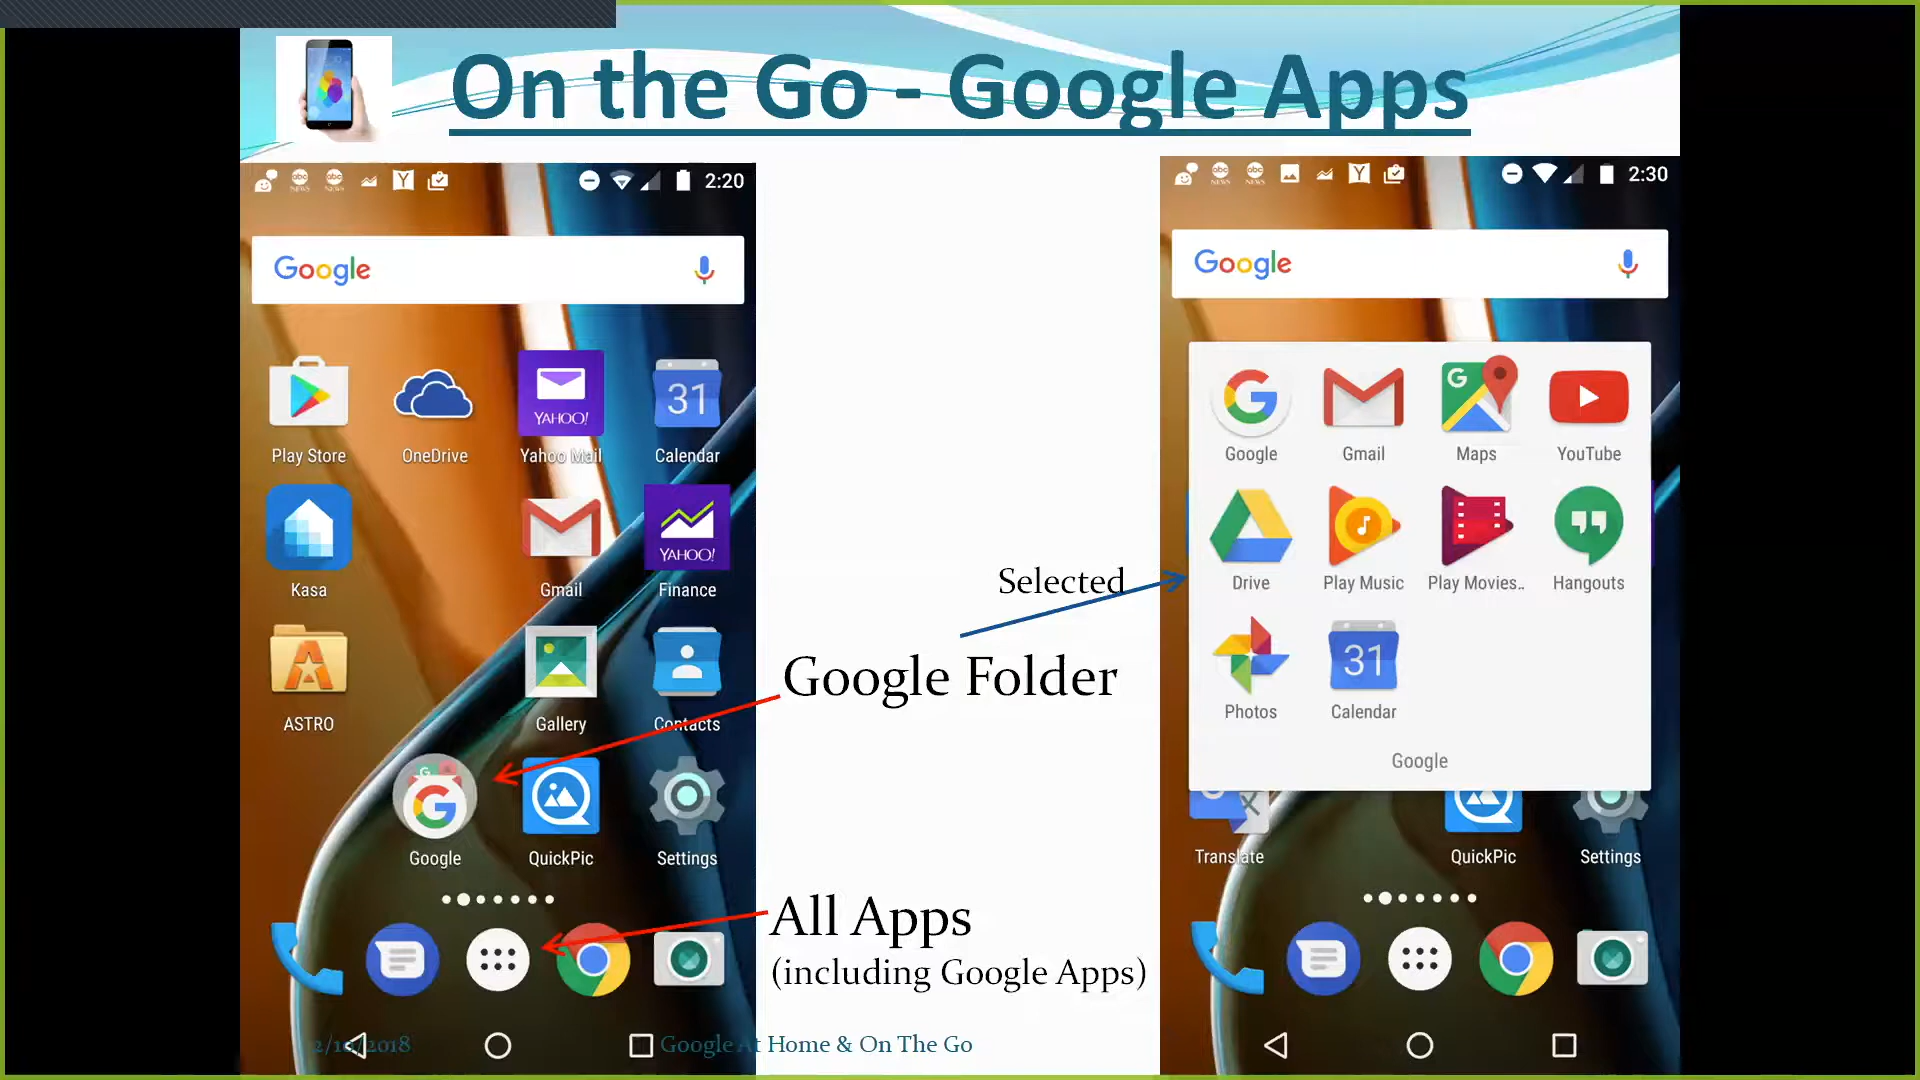 On the Go - Google Apps
2:20
Google
YAHOO!
31
Play Store
OneDrive
Yahoo Mail
Calendar
YAHOO!
Kasa
Gmail
Finance
ASTRO
Gallery
Contacts
G
G
Google
QuickPic
Settings
Selected
Google Folder
All Apps
(including Google Apps)
2:30
Google
G
G
Google
Gmail
Maps
YouTube
Drive
Play Music
Play Movies..
Hangouts
31
Photos
Calendar
Google
Translate
QuickPic
Settings
Google At Home & On The Go